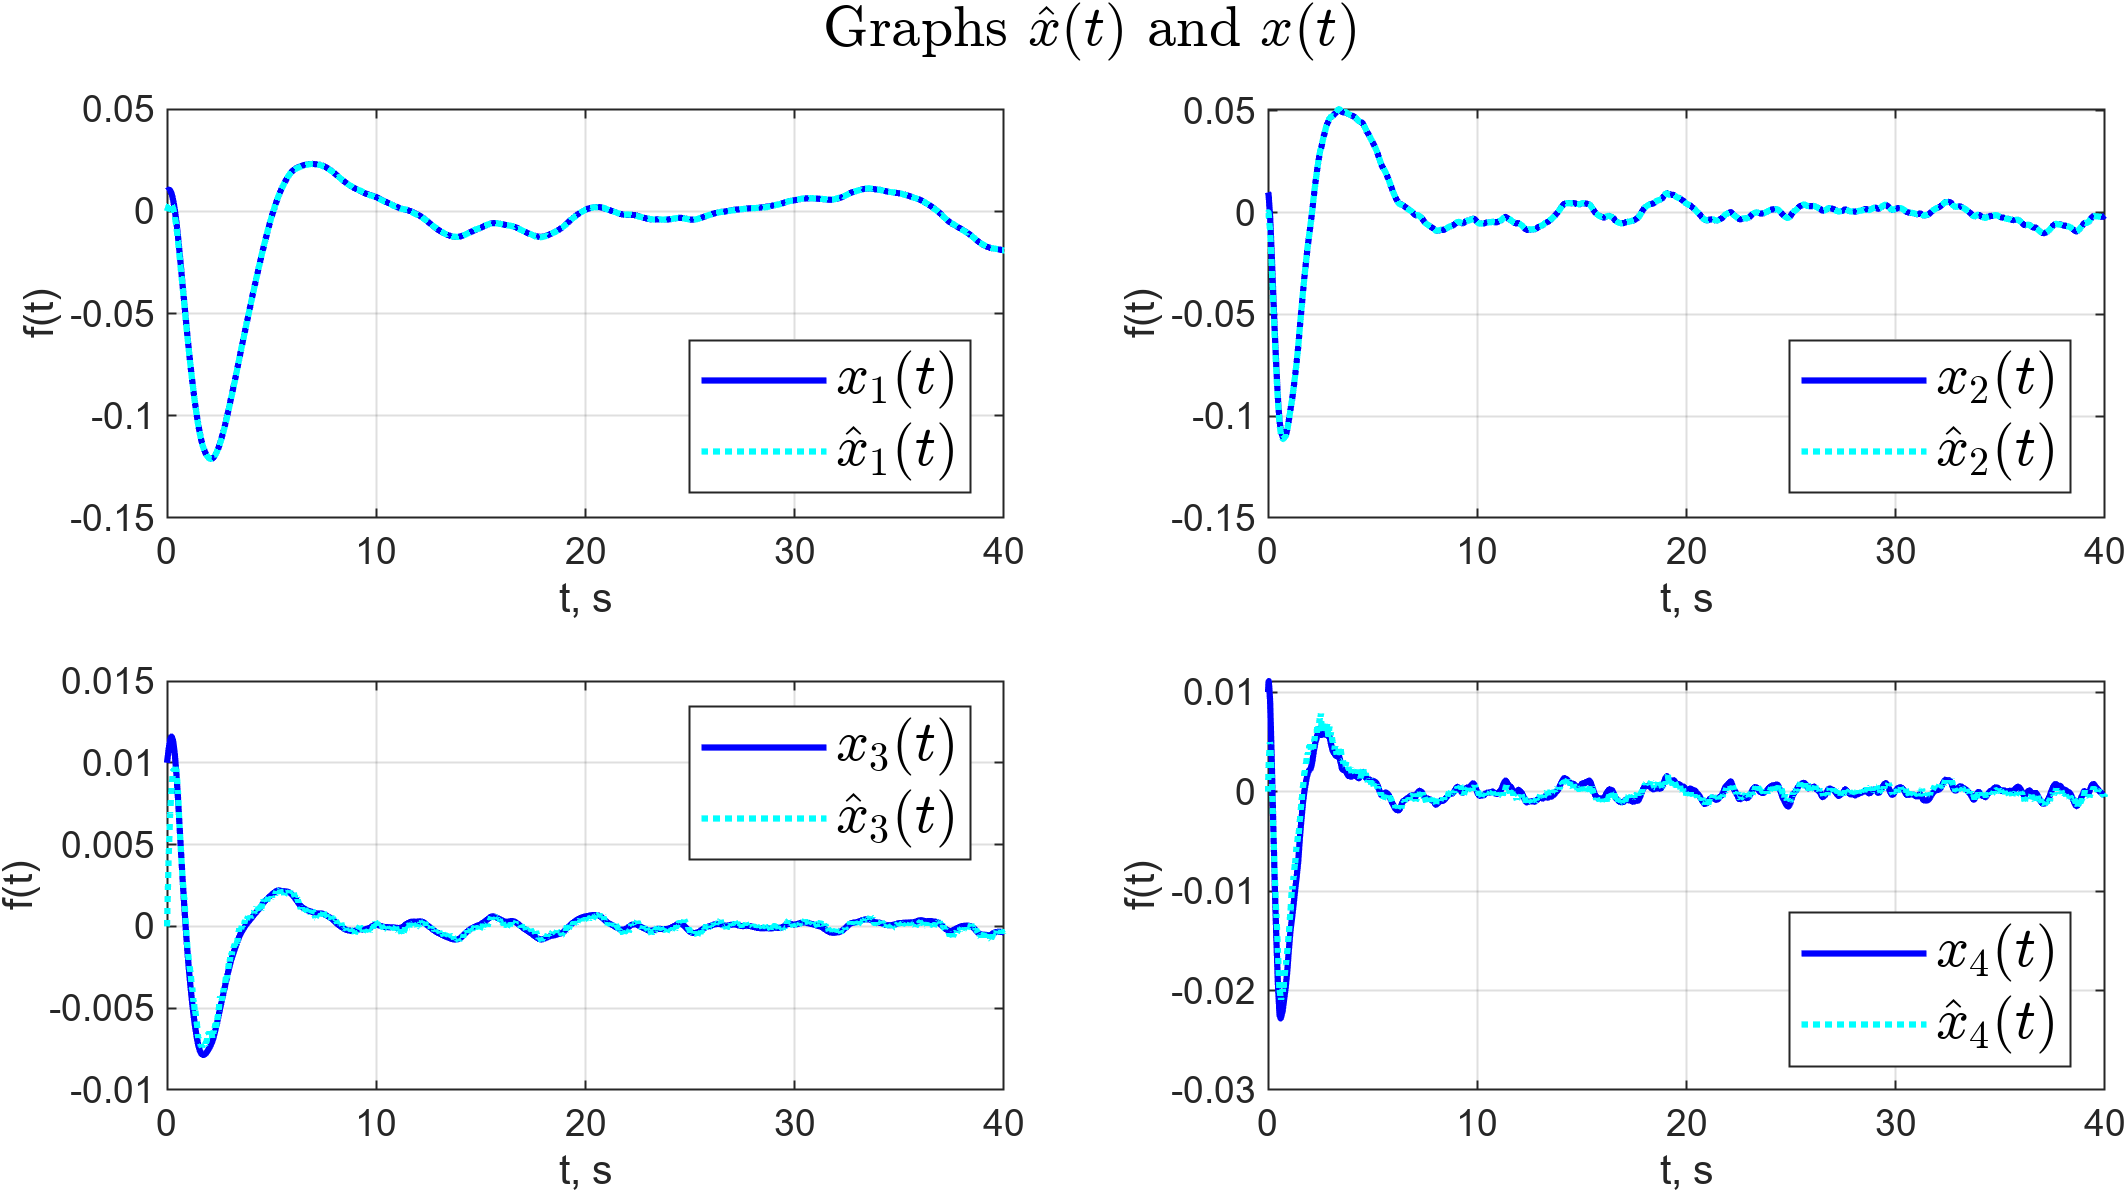 Graphs x̂(t) and x(t)
0.05
0
-0.05
-0.1
-0.15
f(t)
0 10 20 30 40
t, s
x₁(t)
x̂₁(t)
0.05
0
-0.05
-0.1
-0.15
f(t)
0 10 20 30 40
t, s
x₂(t)
x̂₂(t)
0.015
0.01
0.005
0
-0.005
-0.01
f(t)
0 10 20 30 40
t, s
x₃(t)
x̂₃(t)
0.01
0
-0.01
-0.02
-0.03
f(t)
0 10 20 30 40
t, s
x₄(t)
x̂₄(t)